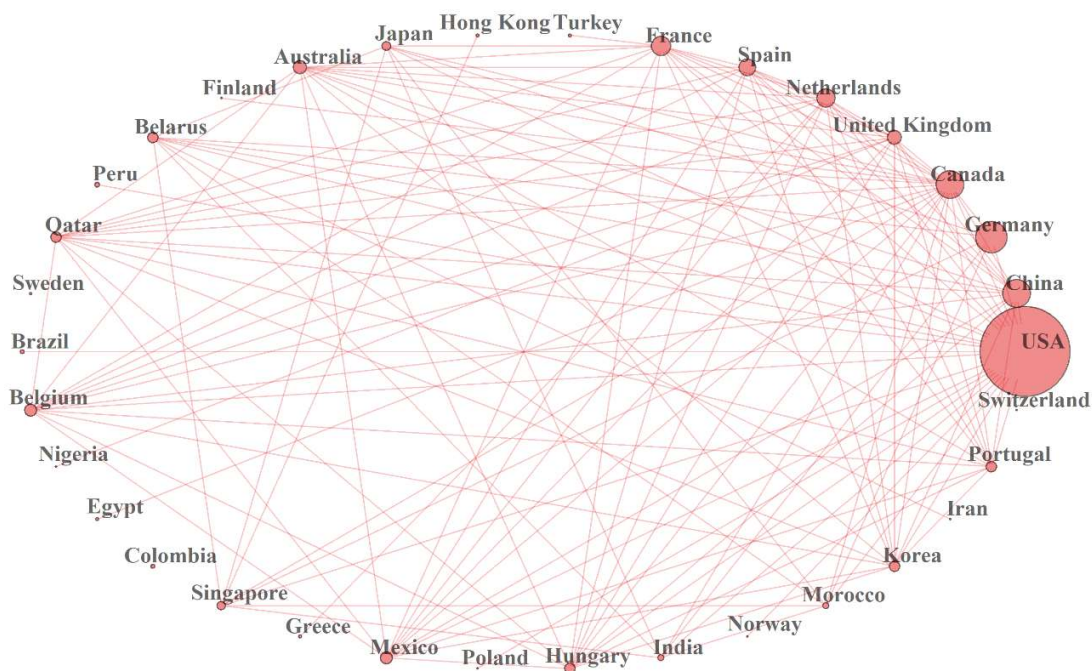 Hong Kong Turkey
Japan
France
Australia
Spain
Finland
Netherlands
Belarus
United Kingdom
Peru
Canada
Qatar
Germany
Sweden
China
Brazil
USA
Belgium
Switzerland
Nigeria
Portugal
Egypt
Iran
Colombia
Korea
Singapore
Morocco
Greece
Norway
Mexico
India
Poland
Hungary